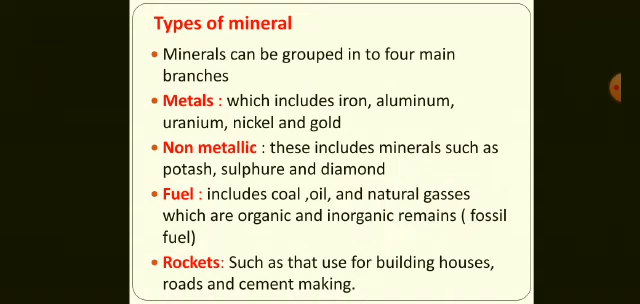 Types of mineral
• Minerals can be grouped in to four main
branches
• Metals : which includes iron, aluminum,
uranium, nickel and gold
• Non metallic : these includes minerals such as
potash, sulphure and diamond
• Fuel : includes coal ,oil, and natural gasses
which are organic and inorganic remains ( fossil
fuel)
• Rockets: Such as that use for building houses,
roads and cement making.